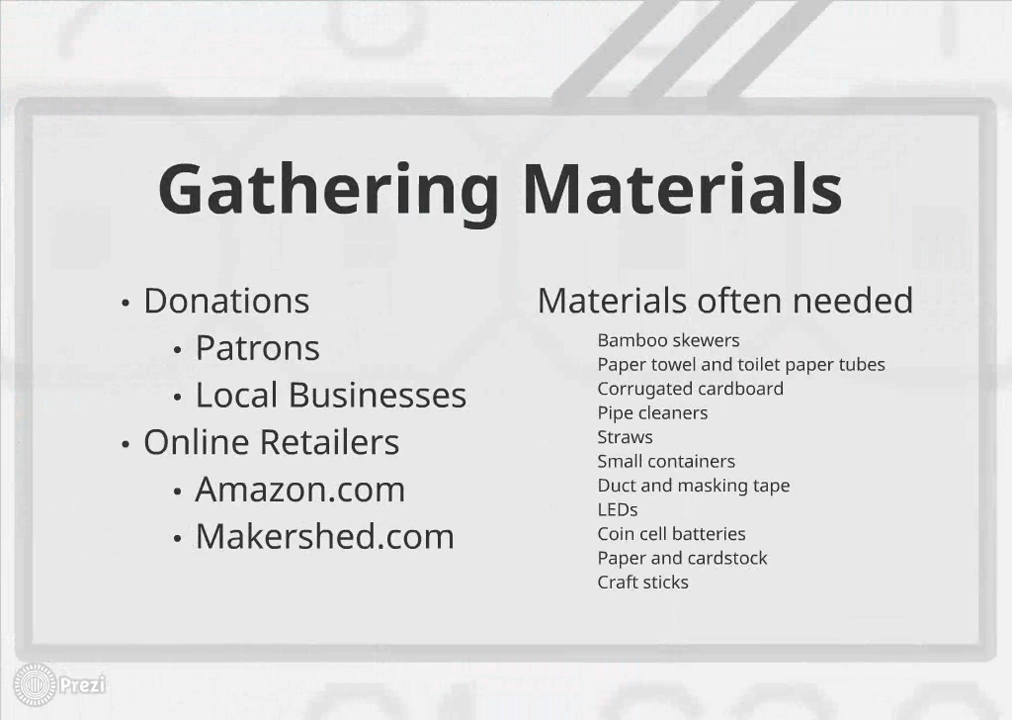 Gathering Materials
• Donations
• Patrons
• Local Businesses
• Online Retailers
• Amazon.com
• Makershed.com
Materials often needed
Bamboo skewers
Paper towel and toilet paper tubes
Corrugated cardboard
Pipe cleaners
Straws
Small containers
Duct and masking tape
LEDs
Coin cell batteries
Paper and cardstock
Craft sticks
Prezi